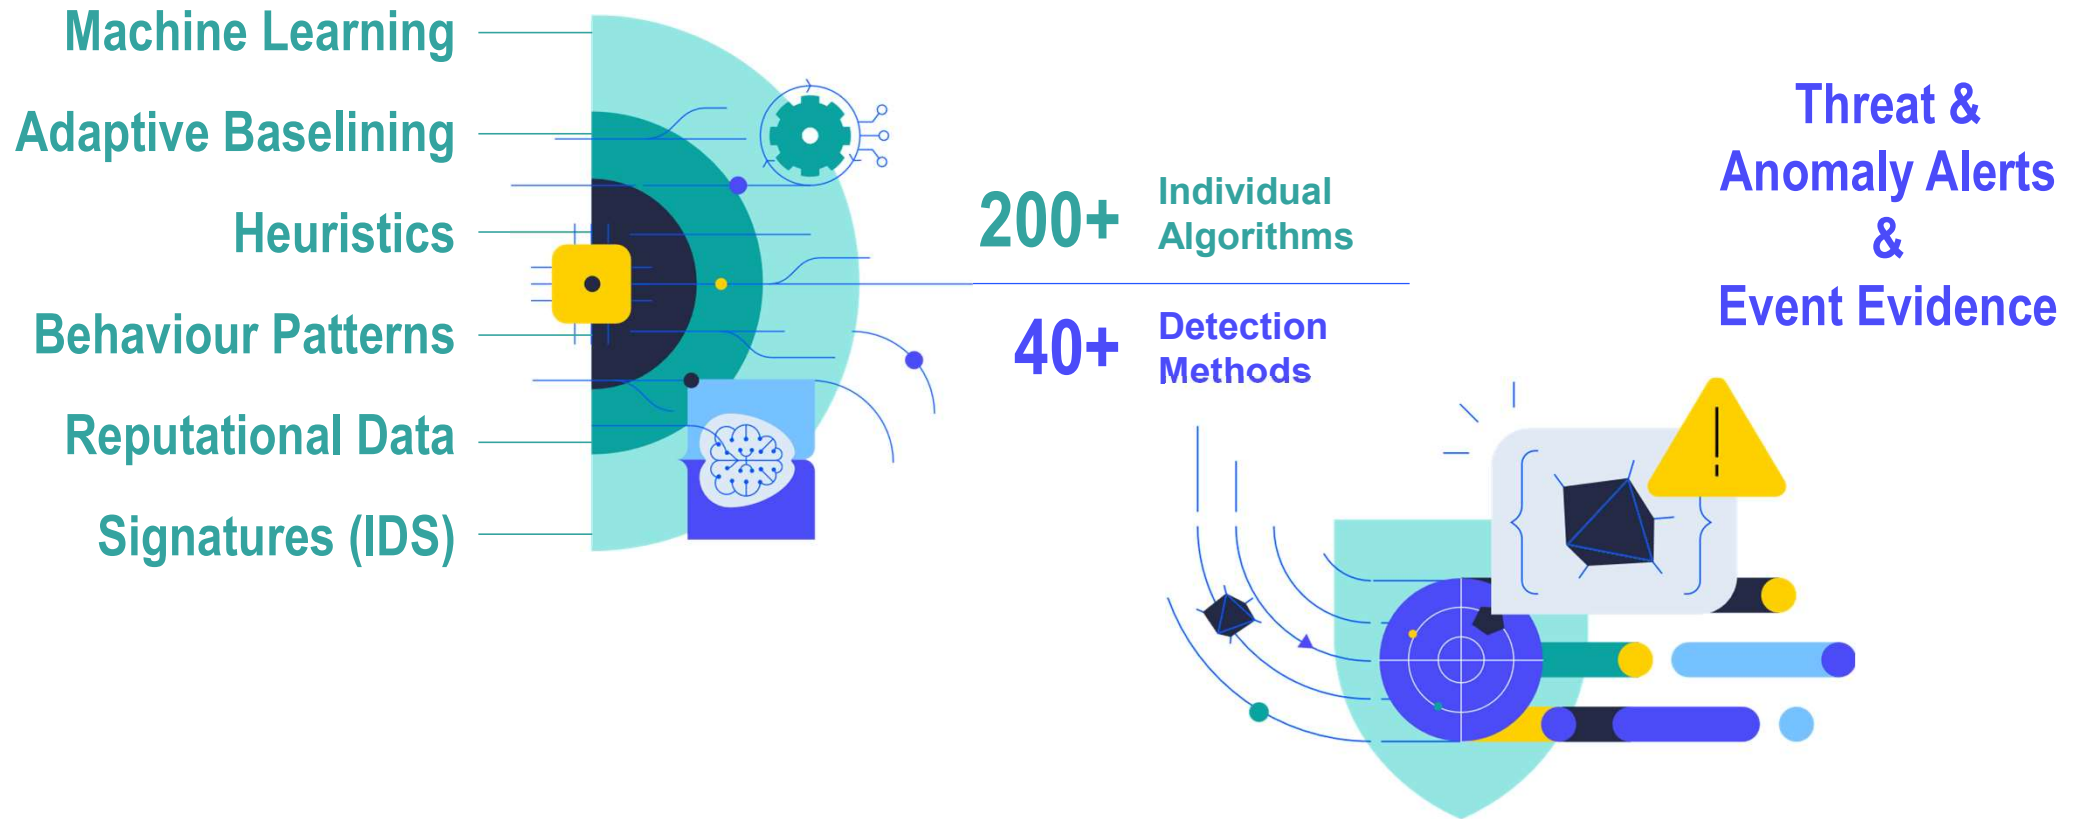 Machine Learning
Adaptive Baselining
Heuristics
Behaviour Patterns
Reputational Data
Signatures (IDS)
200+
Individual
Algorithms
40+
Detection
Methods
Threat &
Anomaly Alerts
&
Event Evidence